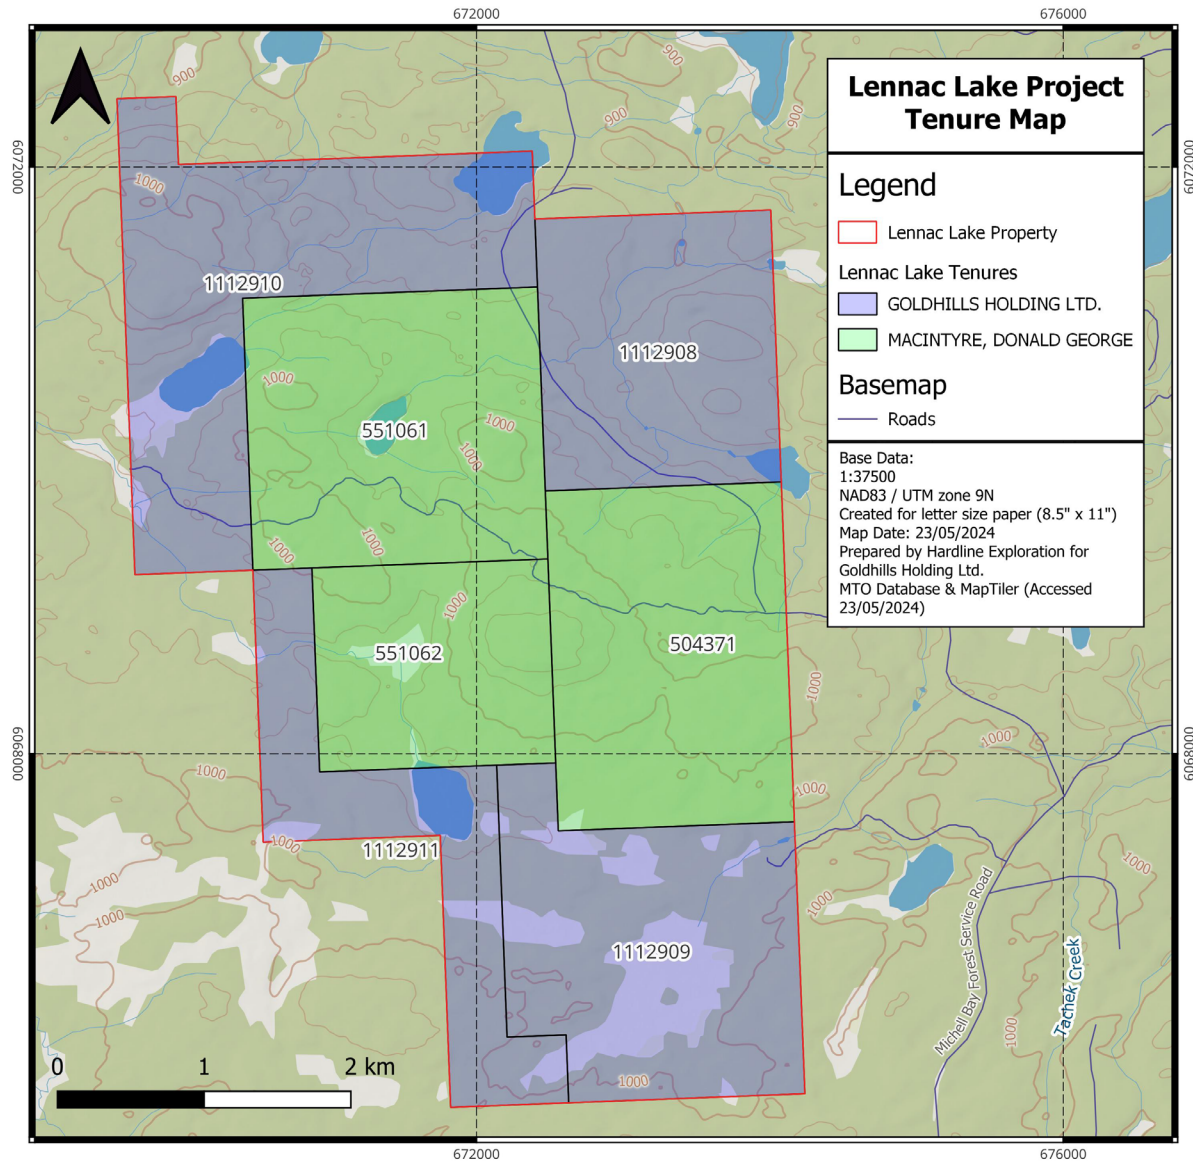 672000
676000
900
900
900
900
Lennac Lake Project
Tenure Map
6072000
6072000
1000
Legend
Lennac Lake Property
Lennac Lake Tenures
GOLDHILLS HOLDING LTD.
MACINTYRE, DONALD GEORGE
Basemap
Roads
1112910
1112908
1000
1000
551061
1000
Base Data:
1:37500
NAD83 / UTM zone 9N
Created for letter size paper (8.5" x 11")
Map Date: 23/05/2024
Prepared by Hardline Exploration for
Goldhills Holding Ltd.
MTO Database & MapTiler (Accessed
23/05/2024)
1000
1000
1000
551062
504371
1000
1000
6068000
6068000
1000
1000
1000
1112911
1000
1000
1000
1000
1112909
Michell Bay Forest Service Road
Tachek Creek
1000
1000
0 1 2 km
672000
676000